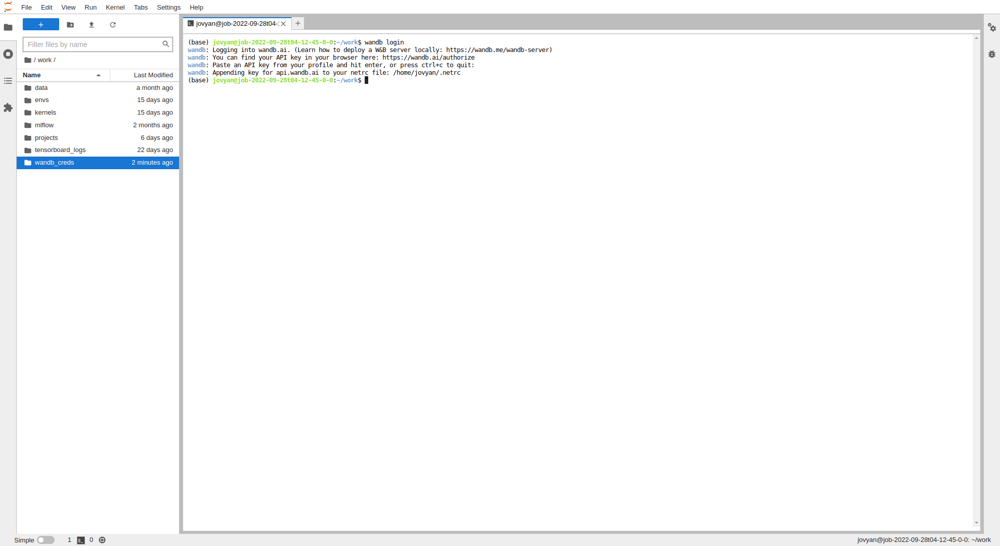 File Edit View Run Kernel Tabs Settings Help
jovyan@job-2022-09-28t04-:
Filter files by name
/ work /
Name Last Modified
data a month ago
envs 15 days ago
kernels 15 days ago
mlflow 2 months ago
projects 6 days ago
tensorboard_logs 22 days ago
wandb_creds 2 minutes ago
(base) jovyan@job-2022-09-28t04-12-45-0-0:~/work$ wandb login
wandb: Logging into wandb.ai. (Learn how to deploy a W&B server locally: https://wandb.me/wandb-server)
wandb: You can find your API key in your browser here: https://wandb.ai/authorize
wandb: Paste an API key from your profile and hit enter, or press ctrl+c to quit:
wandb: Appending key for api.wandb.ai to your netrc file: /home/jovyan/.netrc
(base) jovyan@job-2022-09-28t04-12-45-0-0:~/work$
Simple 1 $_ 0 jovyan@job-2022-09-28t04-12-45-0-0: ~/work